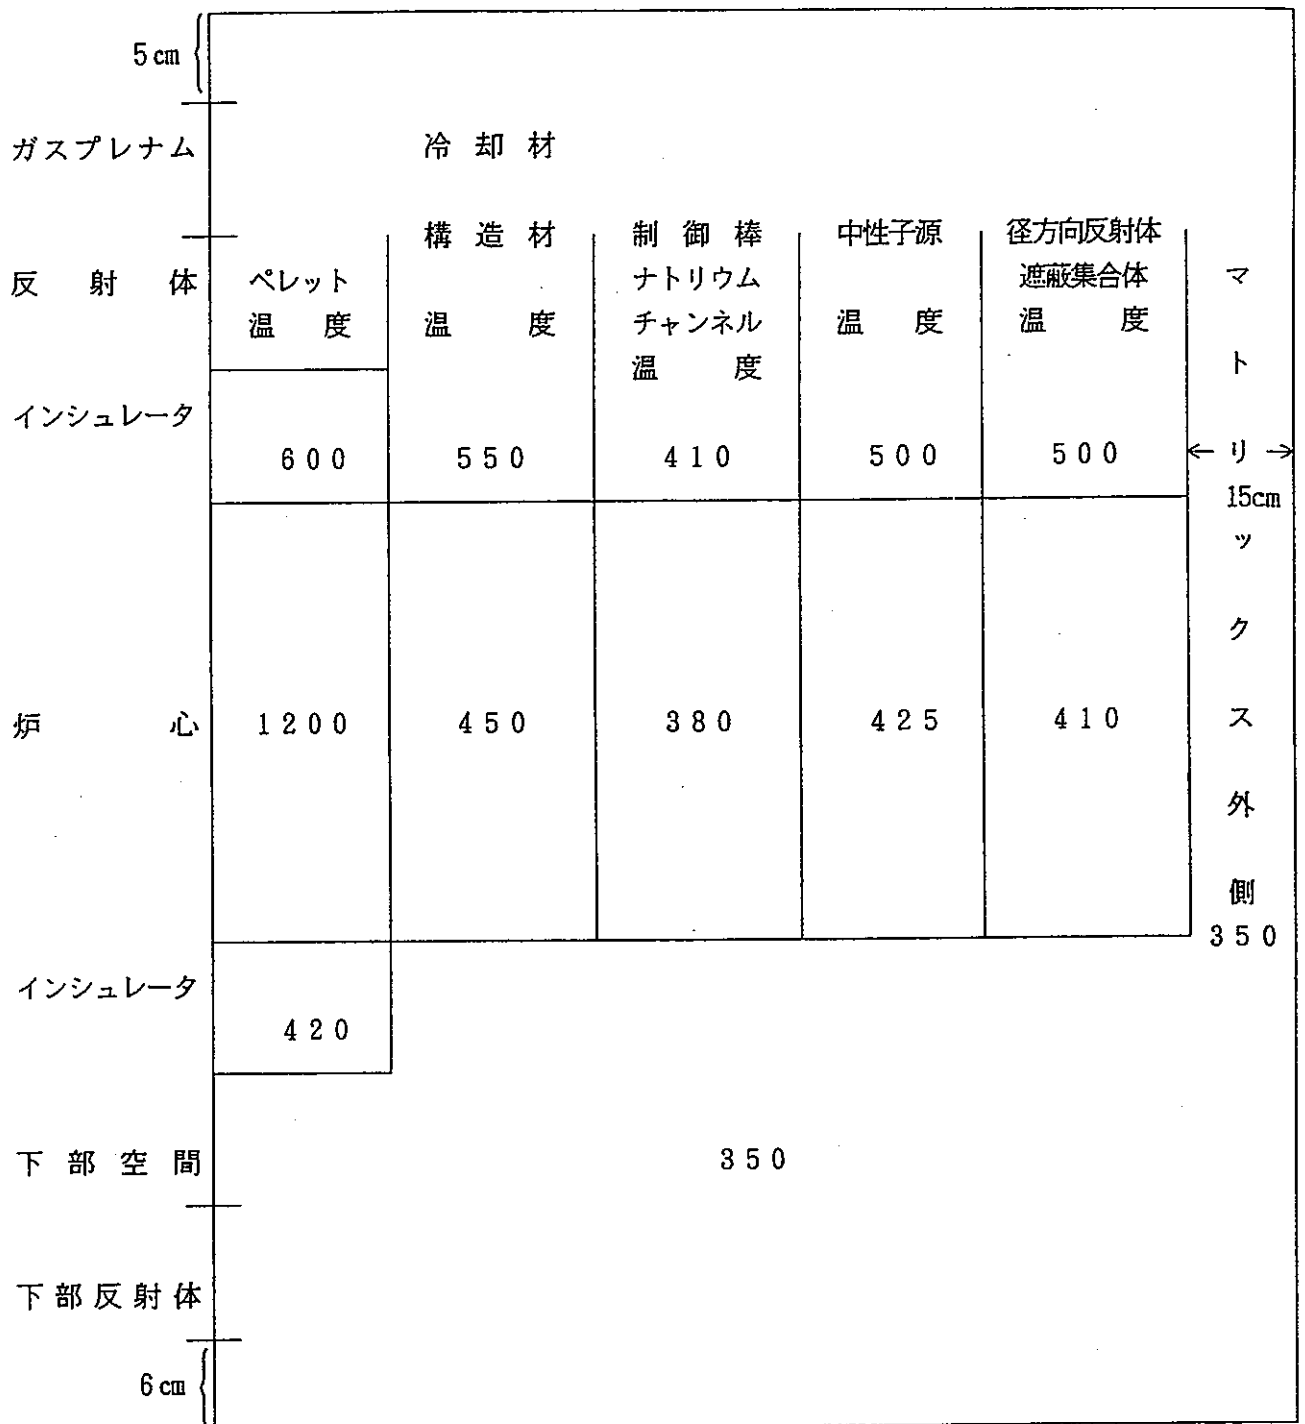 5cm
ガスプレナム
冷却材
構造材 制御棒 中性子源 径方向反射体
反射体 ペレット ナトリウム 遮蔽集合体 マ
温度 温度 チャンネル 温度 温度
温度 ト
インシュレータ
600 550 410 500 500 ← リ →
15cm
ッ
ク
炉心 1200 450 380 425 410 ス
外
側
350
インシュレータ
420
下部空間 350
下部反射体
6cm